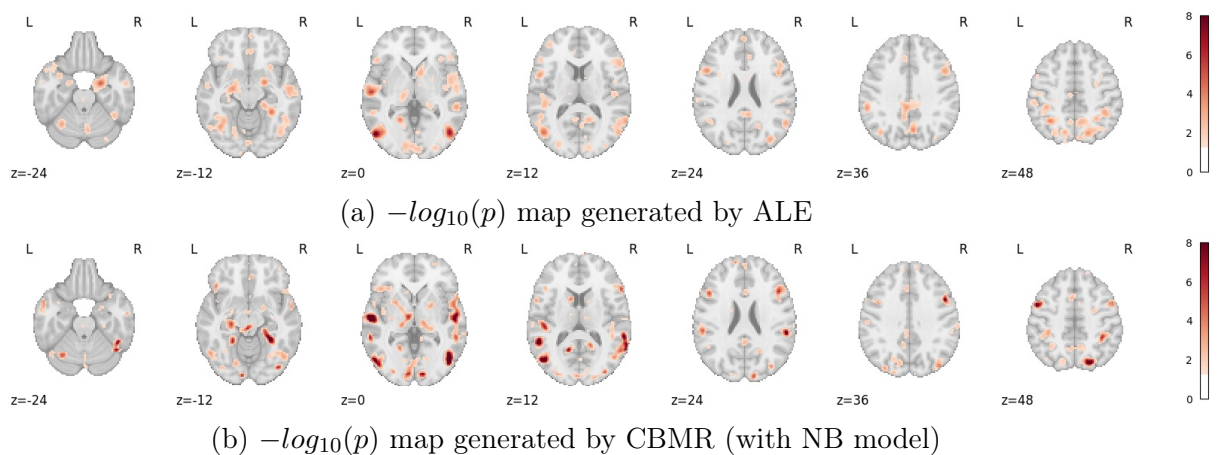 L R L R L R L R L R L R L R
8
6
4
2
0
z=-24 z=-12 z=0 z=12 z=24 z=36 z=48
(a) −log₁₀(p) map generated by ALE
L R L R L R L R L R L R L R
8
6
4
2
0
z=-24 z=-12 z=0 z=12 z=24 z=36 z=48
(b) −log₁₀(p) map generated by CBMR (with NB model)